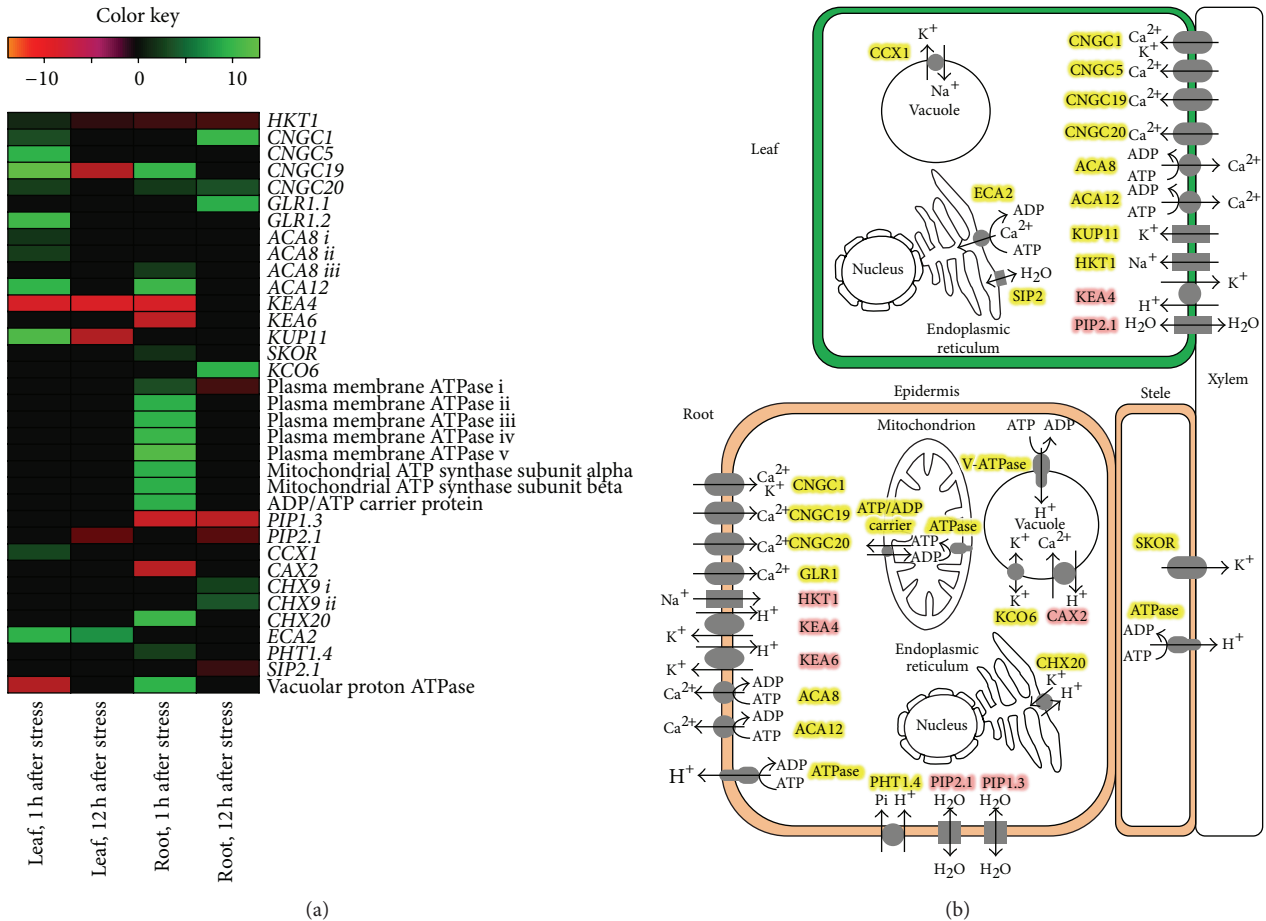 Color key
−10 0 10
HKT1
CNGC1
CNGC5
CNGC19
CNGC20
GLR1.1
GLR1.2
ACA8 i
ACA8 ii
ACA8 iii
ACA12
KEA4
KEA6
KUP11
SKOR
KCO6
Plasma membrane ATPase i
Plasma membrane ATPase ii
Plasma membrane ATPase iii
Plasma membrane ATPase iv
Plasma membrane ATPase v
Mitochondrial ATP synthase subunit alpha
Mitochondrial ATP synthase subunit beta
ADP/ATP carrier protein
PIP1.3
PIP2.1
CCX1
CAX2
CHX9 i
CHX9 ii
CHX20
ECA2
PHT1.4
SIP2.1
Vacuolar proton ATPase
Leaf, 1 h after stress
Leaf, 12 h after stress
Root, 1 h after stress
Root, 12 h after stress
(a)
Leaf
CCX1
K+
Na+
Vacuole
ECA2
ADP
Ca2+
ATP
Nucleus
H2O
SIP2
Endoplasmic
reticulum
CNGC1 Ca2+
K+
CNGC5 Ca2+
CNGC19 Ca2+
CNGC20 Ca2+
ACA8 ADP
ATP Ca2+
ACA12 ADP
ATP Ca2+
KUP11 K+
HKT1 Na+
KEA4 K+
H+
PIP2.1 H2O H2O
Xylem
Root
Epidermis
Stele
Mitochondrion
ATP ADP
V-ATPase
H+
Vacuole
K+ Ca2+
K+ H+
KCO6 CAX2
Ca2+
K+ CNGC1
Ca2+ CNGC19
Ca2+ CNGC20
Ca2+ GLR1
ATP/ADP
carrier
ATPase
ATP
ADP
Na+ HKT1
H+
K+ KEA4
H+
K+ KEA6
Ca2+ ADP
ATP ACA8
Ca2+ ADP
ATP ACA12
H+ ADP
ATP ATPase
Endoplasmic
reticulum
CHX20
K+
H+
Nucleus
PHT1.4 PIP2.1 PIP1.3
Pi H+ H2O H2O
H2O H2O
SKOR
K+
ATPase
ADP
ATP H+
(b)